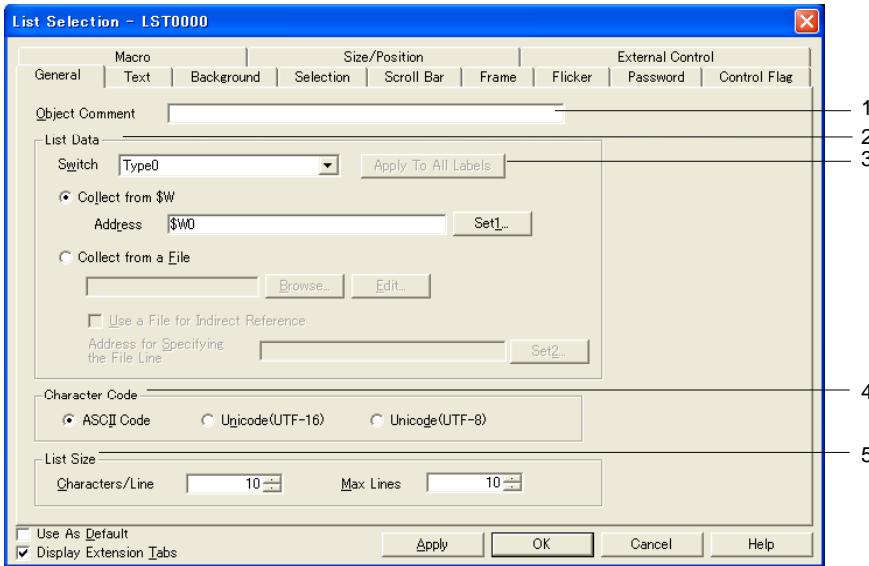 List Selection - LST0000
Macro Size/Position External Control
General Text Background Selection Scroll Bar Frame Flicker Password Control Flag
Object Comment 1
List Data 2
Switch Type0 Apply To All Labels 3
Collect from $W
Address $W0 Set1...
Collect from a File
Browse... Edit...
Use a File for Indirect Reference
Address for Specifying
the File Line Set2...
Character Code 4
ASCII Code Unicode(UTF-16) Unicode(UTF-8)
List Size 5
Characters/Line 10 Max Lines 10
Use As Default
Display Extension Tabs Apply OK Cancel Help